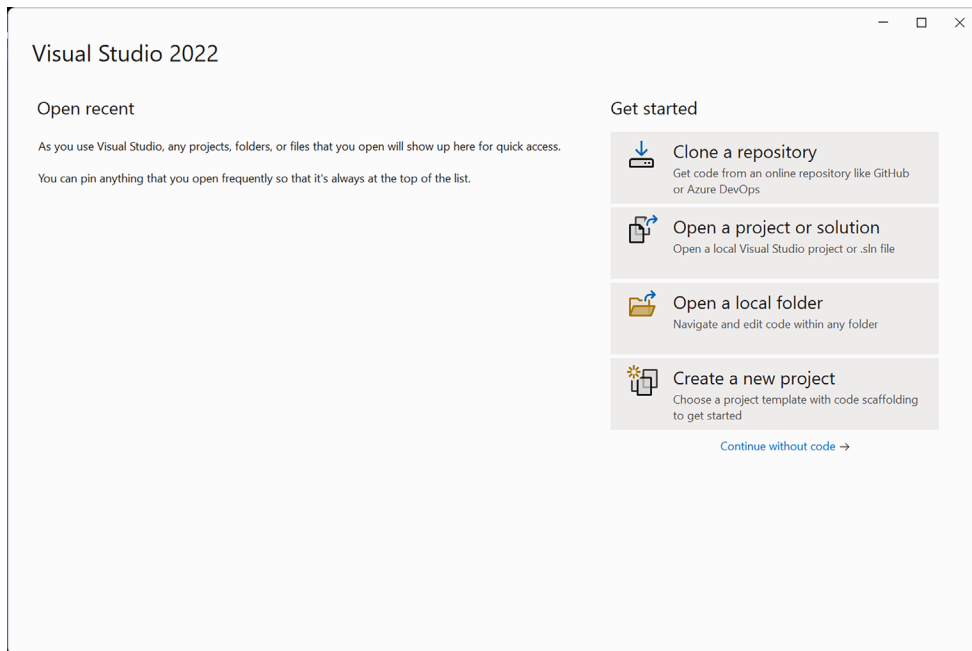 Visual Studio 2022
Open recent
As you use Visual Studio, any projects, folders, or files that you open will show up here for quick access.
You can pin anything that you open frequently so that it's always at the top of the list.
Get started
Clone a repository
Get code from an online repository like GitHub
or Azure DevOps
Open a project or solution
Open a local Visual Studio project or .sln file
Open a local folder
Navigate and edit code within any folder
Create a new project
Choose a project template with code scaffolding
to get started
Continue without code →